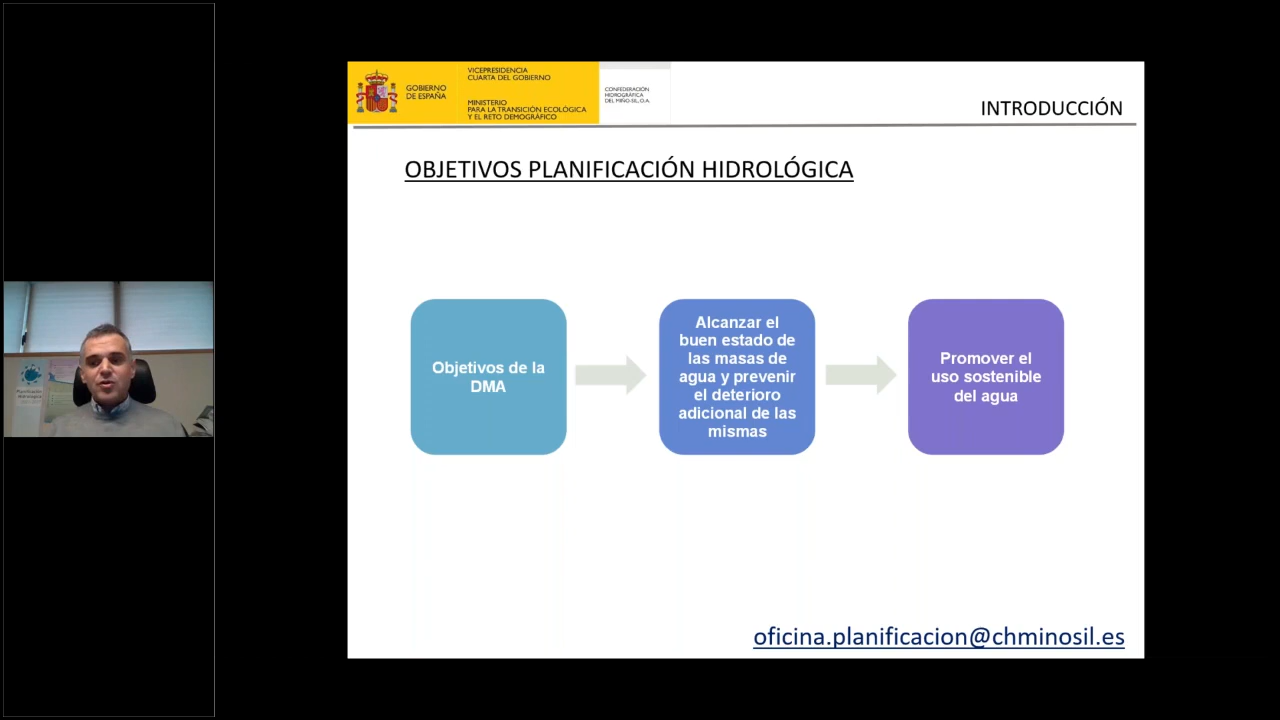 GOBIERNO
DE ESPAÑA
VICEPRESIDENCIA
CUARTA DEL GOBIERNO
MINISTERIO
PARA LA TRANSICIÓN ECOLÓGICA
Y EL RETO DEMOGRÁFICO
CONFEDERACIÓN
HIDROGRÁFICA
DEL MIÑO-SIL, O.A.
INTRODUCCIÓN
OBJETIVOS PLANIFICACIÓN HIDROLÓGICA
Objetivos de la
DMA
Alcanzar el
buen estado de
las masas de
agua y prevenir
el deterioro
adicional de las
mismas
Promover el
uso sostenible
del agua
Planificación
Hidrológica
oficina.planificacion@chminosil.es